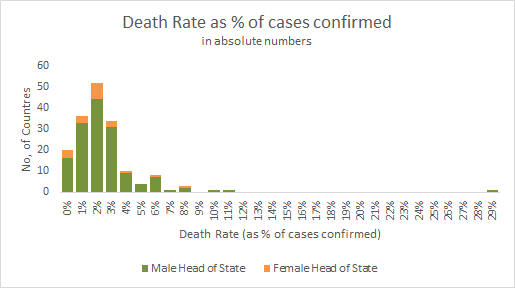 Death Rate as % of cases confirmed
in absolute numbers
60
50
40
30
20
10
0
No, of Countres
0% 1% 2% 3% 4% 5% 6% 7% 8% 9% 10% 11% 12% 13% 14% 15% 16% 17% 18% 19% 20% 21% 22% 23% 24% 25% 26% 27% 28% 29%
Death Rate (as % of cases confirmed)
Male Head of State Female Head of State